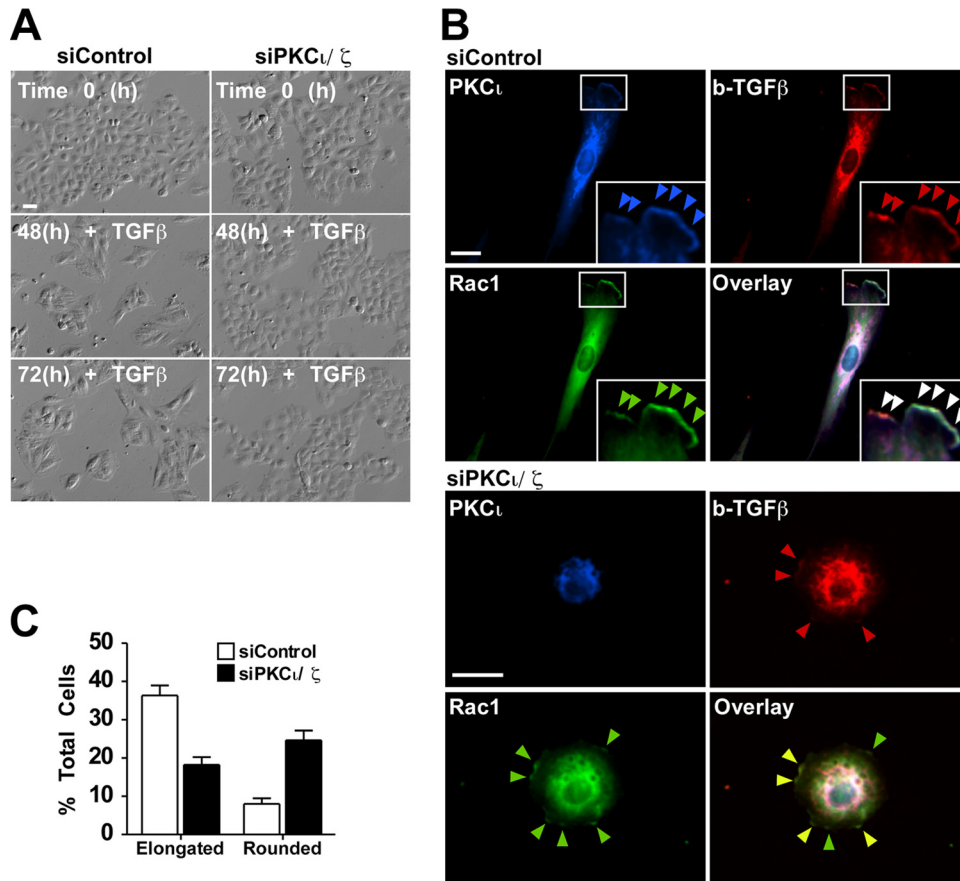 A
siControl
siPKCι/ ζ
Time 0 (h)
Time 0 (h)
48(h) + TGFβ
48(h) + TGFβ
72(h) + TGFβ
72(h) + TGFβ
B
siControl
PKCι
b-TGFβ
Rac1
Overlay
siPKCι/ ζ
PKCι
b-TGFβ
Rac1
Overlay
C
% Total Cells
50
40
30
20
10
0
siControl
siPKCι/ ζ
Elongated
Rounded